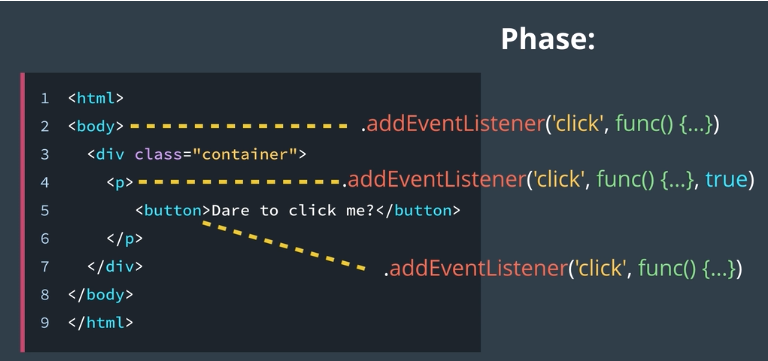 Phase:
1 <html>
2 <body> .addEventListener('click', func() {...})
3 <div class="container">
4 <p> .addEventListener('click', func() {...}, true)
5 <button>Dare to click me?</button>
6 </p>
.addEventListener('click', func() {...})
7 </div>
8 </body>
9 </html>